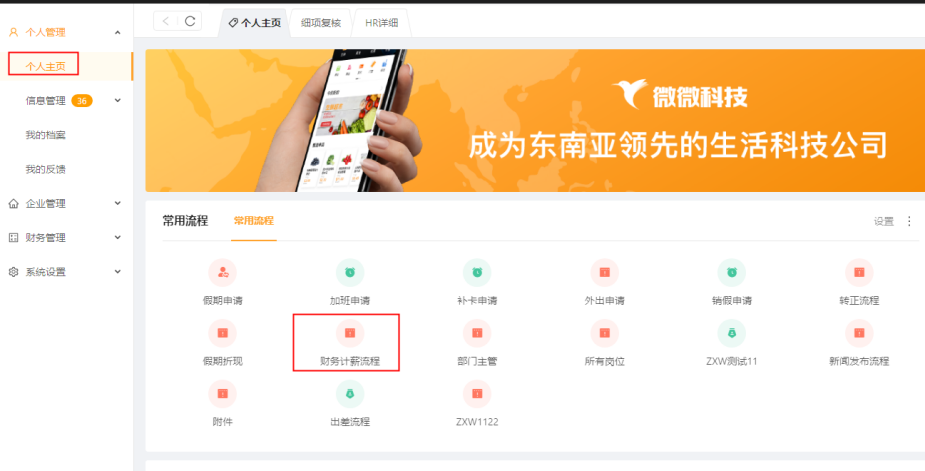 个人管理
个人主页
信息管理 36
我的档案
我的反馈
企业管理
财务管理
系统设置
个人主页 细项复核 HR详细
微微科技
成为东南亚领先的生活科技公司
常用流程 常用流程 设置
假期申请 加班申请 补卡申请 外出申请 销假申请 转正流程
假期折现 财务计薪流程 部门主管 所有岗位 ZXW测试11 新闻发布流程
附件 出差流程 ZXW1122